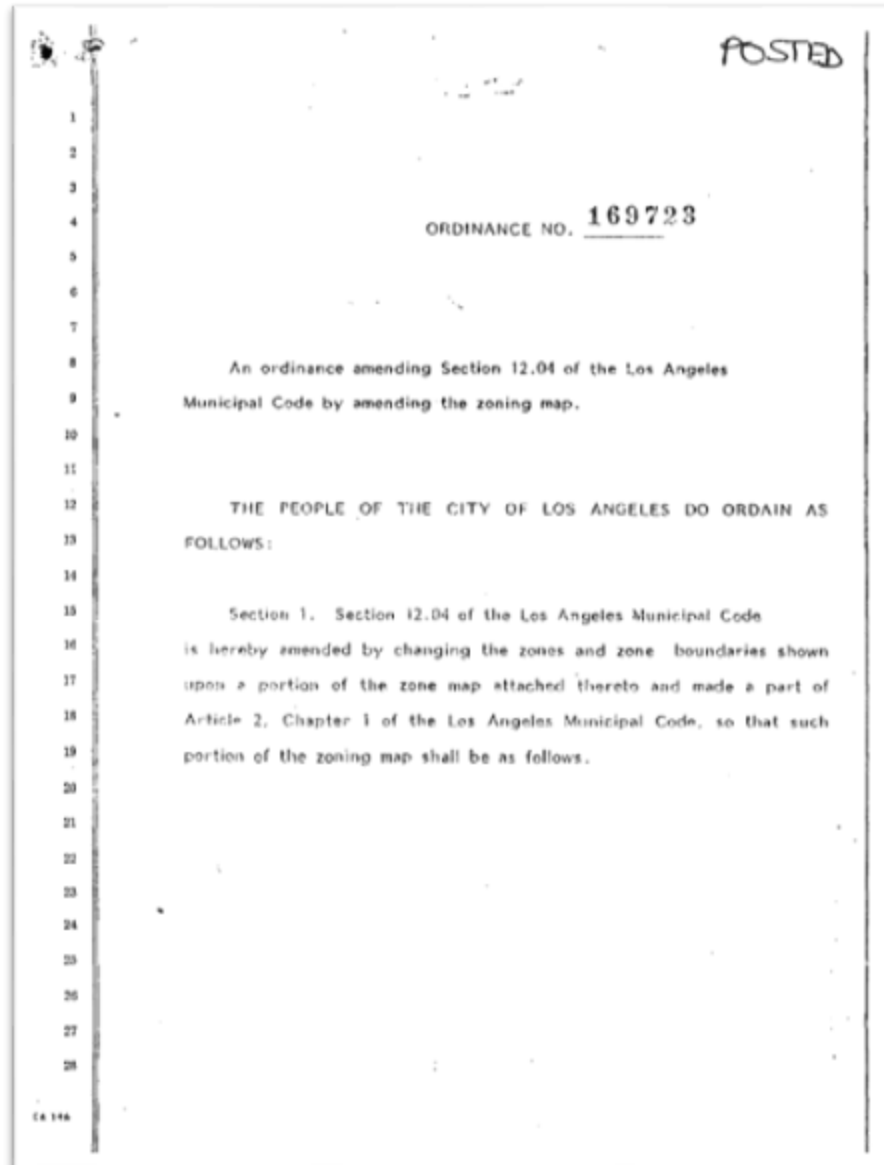 POSTED
1
2
3
4 ORDINANCE NO. 169723
5
6
7
8 An ordinance amending Section 12.04 of the Los Angeles
9 Municipal Code by amending the zoning map.
10
11
12 THE PEOPLE OF THE CITY OF LOS ANGELES DO ORDAIN AS
13 FOLLOWS:
14
15 Section 1. Section 12.04 of the Los Angeles Municipal Code
16 is hereby amended by changing the zones and zone boundaries shown
17 upon a portion of the zone map attached thereto and made a part of
18 Article 2, Chapter 1 of the Los Angeles Municipal Code, so that such
19 portion of the zoning map shall be as follows.
20
21
22
23
24
25
26
27
28
CA 146